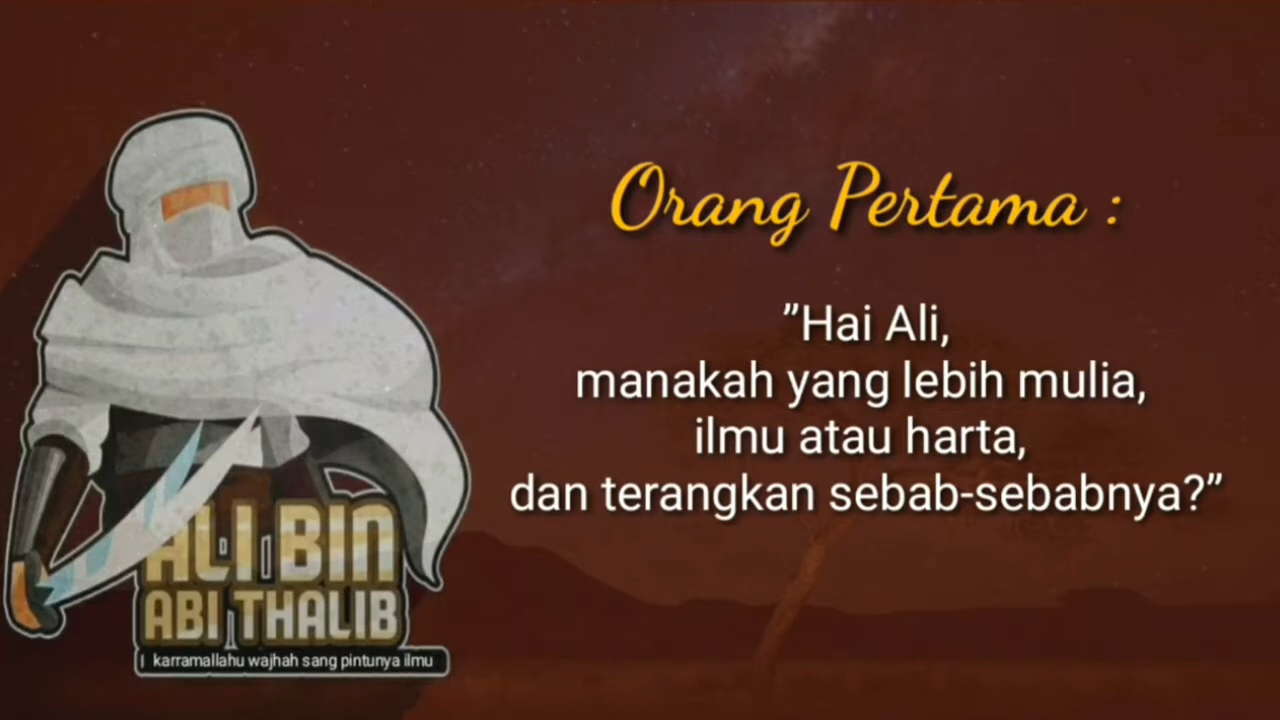 Orang Pertama :
”Hai Ali,
manakah yang lebih mulia,
ilmu atau harta,
dan terangkan sebab-sebabnya?”
ALI BIN
ABI THALIB
karramallahu wajhah sang pintunya ilmu